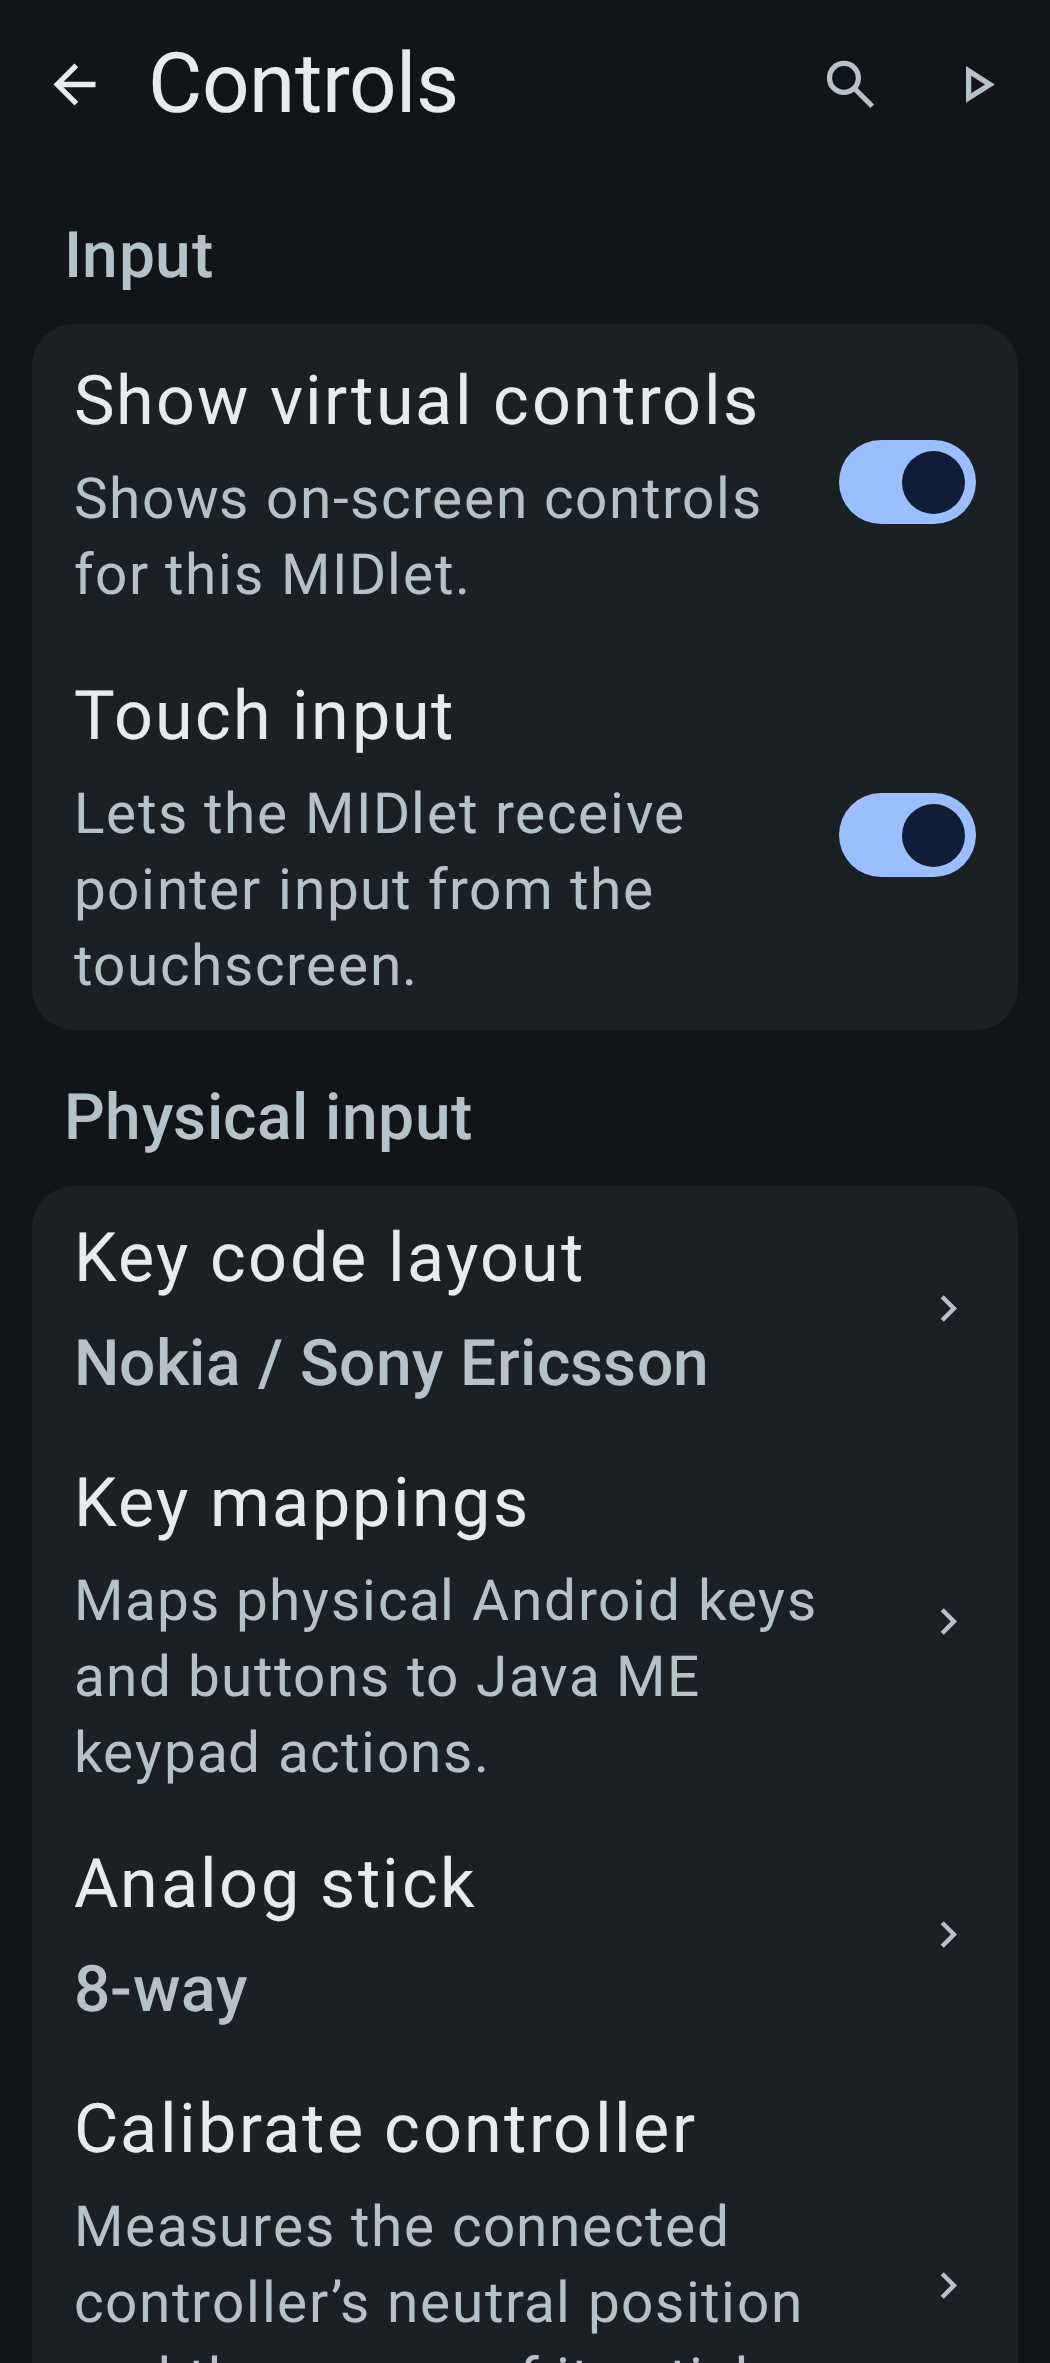 Controls
Input
Show virtual controls
Shows on-screen controls
for this MIDlet.
Touch input
Lets the MIDlet receive
pointer input from the
touchscreen.
Physical input
Key code layout
Nokia / Sony Ericsson
Key mappings
Maps physical Android keys
and buttons to Java ME
keypad actions.
Analog stick
8-way
Calibrate controller
Measures the connected
controller’s neutral position